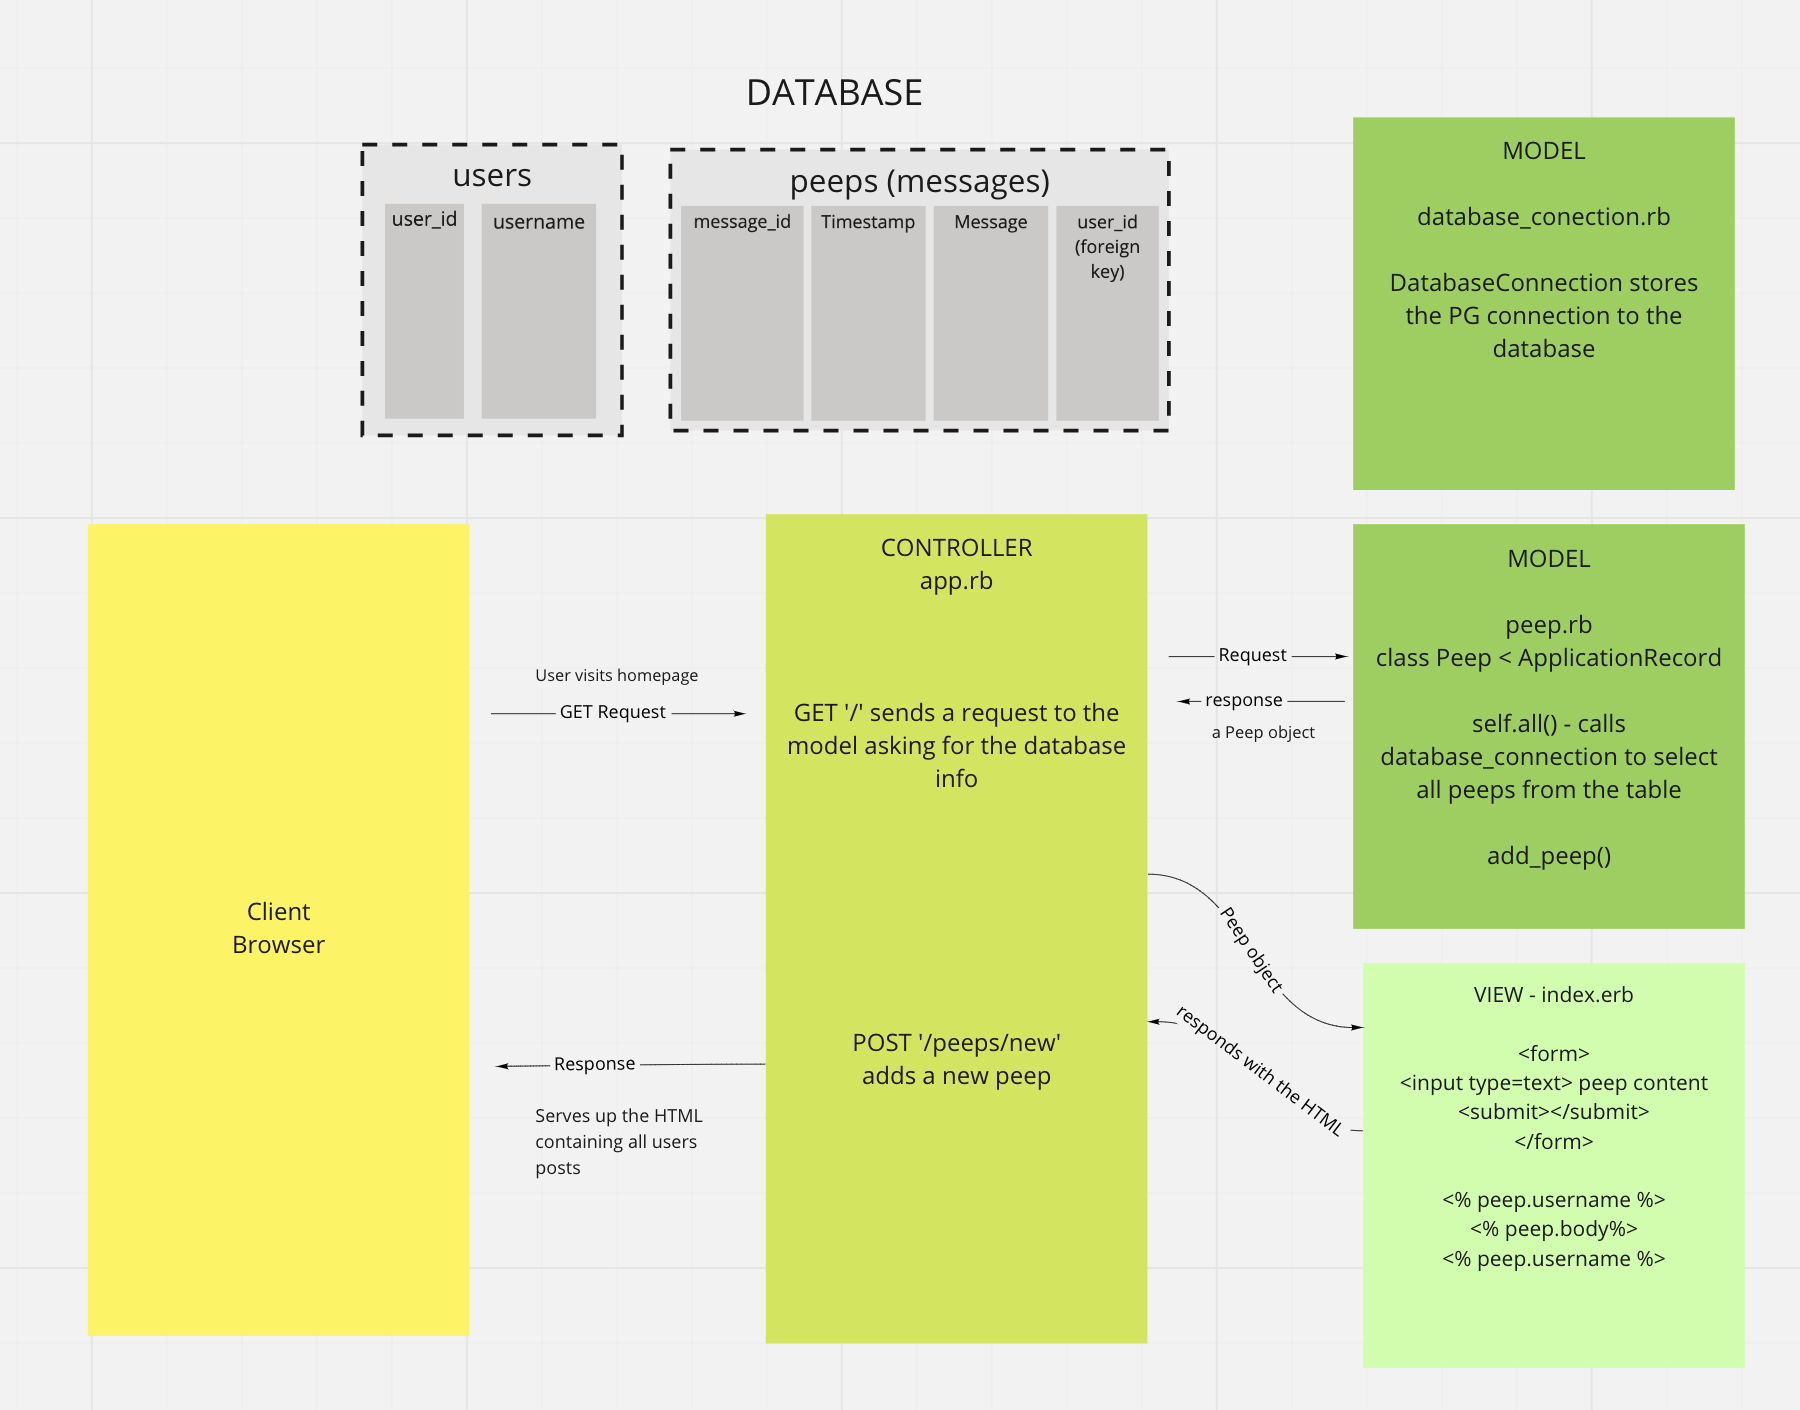 DATABASE
users
user_id
username
peeps (messages)
message_id
Timestamp
Message
user_id
(foreign
key)
MODEL
database_conection.rb
DatabaseConnection stores
the PG connection to the
database
Client
Browser
User visits homepage
GET Request
Response
Serves up the HTML
containing all users
posts
CONTROLLER
app.rb
GET '/' sends a request to the
model asking for the database
info
POST '/peeps/new'
adds a new peep
Request
response
a Peep object
Peep object
responds with the HTML
MODEL
peep.rb
class Peep < ApplicationRecord
self.all() - calls
database_connection to select
all peeps from the table
add_peep()
VIEW - index.erb
<form>
<input type=text> peep content
<submit></submit>
</form>
<% peep.username %>
<% peep.body%>
<% peep.username %>